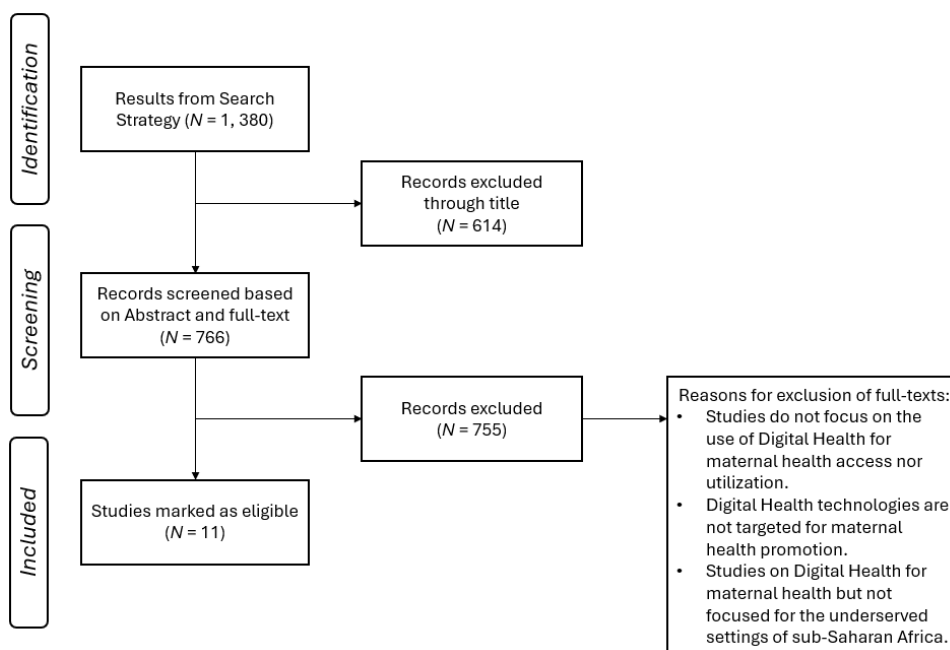 Identification
Results from Search
Strategy (N = 1, 380)
Records excluded
through title
(N = 614)
Screening
Records screened based
on Abstract and full-text
(N = 766)
Records excluded
(N = 755)
Reasons for exclusion of full-texts:
• Studies do not focus on the
use of Digital Health for
maternal health access nor
utilization.
• Digital Health technologies are
not targeted for maternal
health promotion.
• Studies on Digital Health for
maternal health but not
focused for the underserved
settings of sub-Saharan Africa.
Included
Studies marked as eligible
(N = 11)